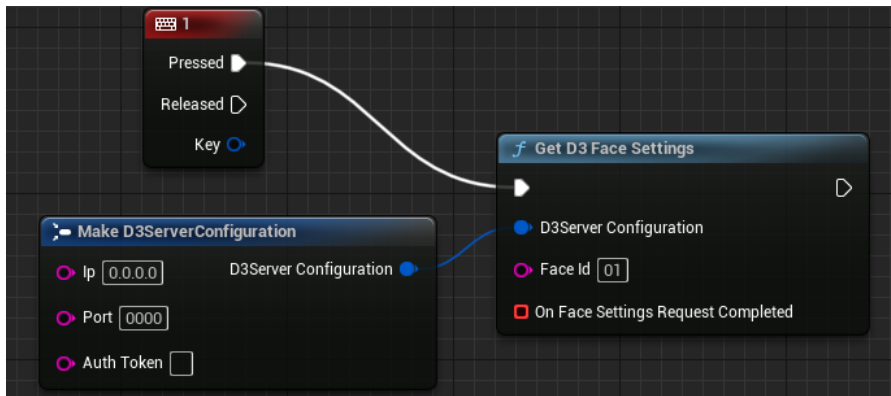 1
Pressed
Released
Key
Get D3 Face Settings
D3Server Configuration
Face Id 01
On Face Settings Request Completed
Make D3ServerConfiguration
Ip 0.0.0.0 D3Server Configuration
Port 0000
Auth Token